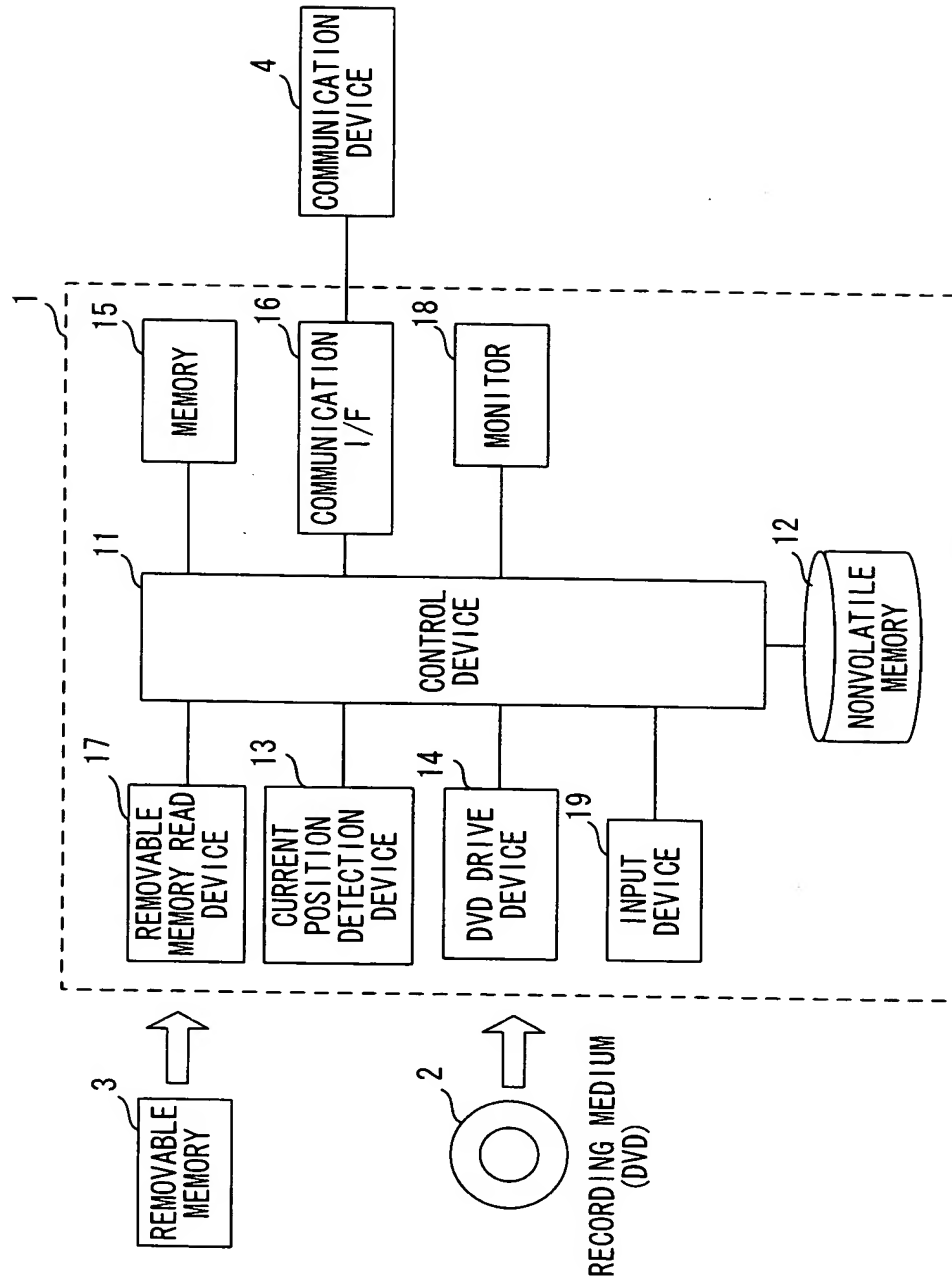 1
3
REMOVABLE
MEMORY
17
REMOVABLE
MEMORY READ
DEVICE
11
CONTROL
DEVICE
15
MEMORY
13
CURRENT
POSITION
DETECTION
DEVICE
16
COMMUNICATION
I/F
4
COMMUNICATION
DEVICE
2
RECORDING MEDIUM
(DVD)
14
DVD DRIVE
DEVICE
18
MONITOR
19
INPUT
DEVICE
12
NONVOLATILE
MEMORY